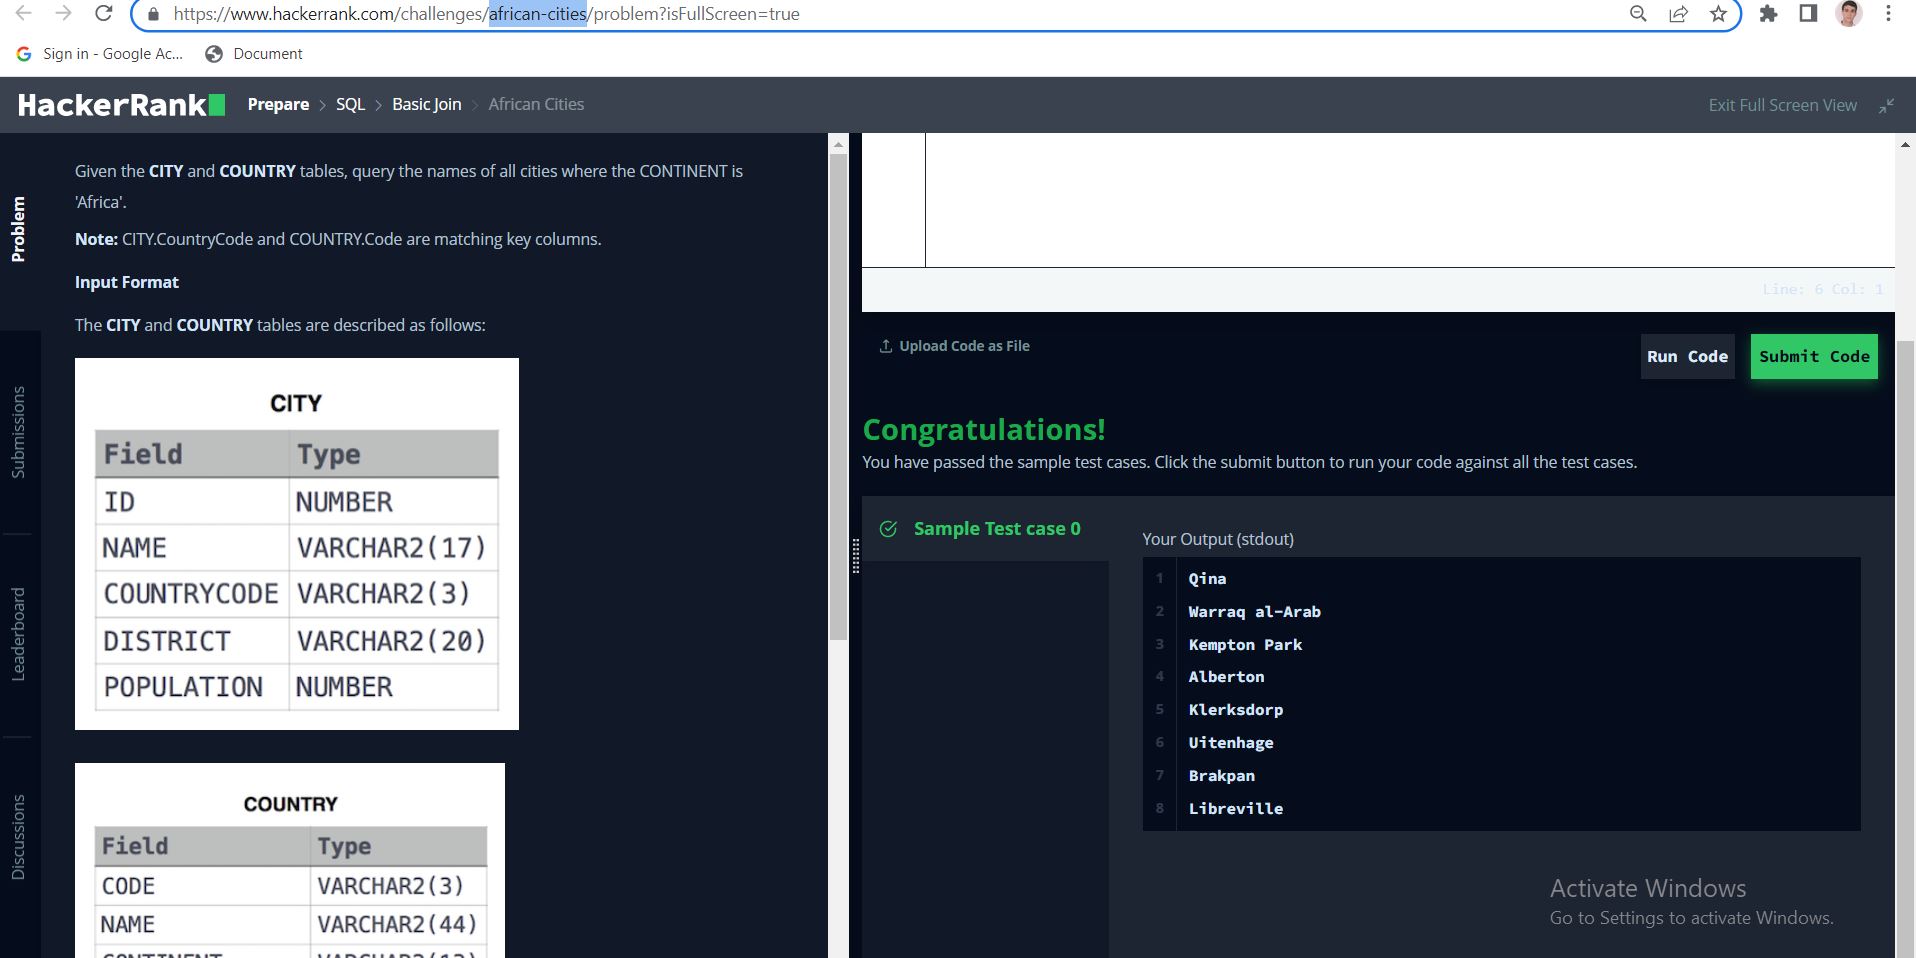 https://www.hackerrank.com/challenges/african-cities/problem?isFullScreen=true
Sign in - Google Ac... Document
HackerRank Prepare > SQL > Basic Join > African Cities Exit Full Screen View
Problem
Submissions
Leaderboard
Discussions
Given the CITY and COUNTRY tables, query the names of all cities where the CONTINENT is
'Africa'.
Note: CITY.CountryCode and COUNTRY.Code are matching key columns.
Input Format
The CITY and COUNTRY tables are described as follows:
CITY
Field Type
ID NUMBER
NAME VARCHAR2(17)
COUNTRYCODE VARCHAR2(3)
DISTRICT VARCHAR2(20)
POPULATION NUMBER
COUNTRY
Field Type
CODE VARCHAR2(3)
NAME VARCHAR2(44)
CONTINENT VARCHAR2(13)
Line: 6 Col: 1
Upload Code as File
Run Code Submit Code
Congratulations!
You have passed the sample test cases. Click the submit button to run your code against all the test cases.
Sample Test case 0
Your Output (stdout)
1 Qina
2 Warraq al-Arab
3 Kempton Park
4 Alberton
5 Klerksdorp
6 Uitenhage
7 Brakpan
8 Libreville
Activate Windows
Go to Settings to activate Windows.